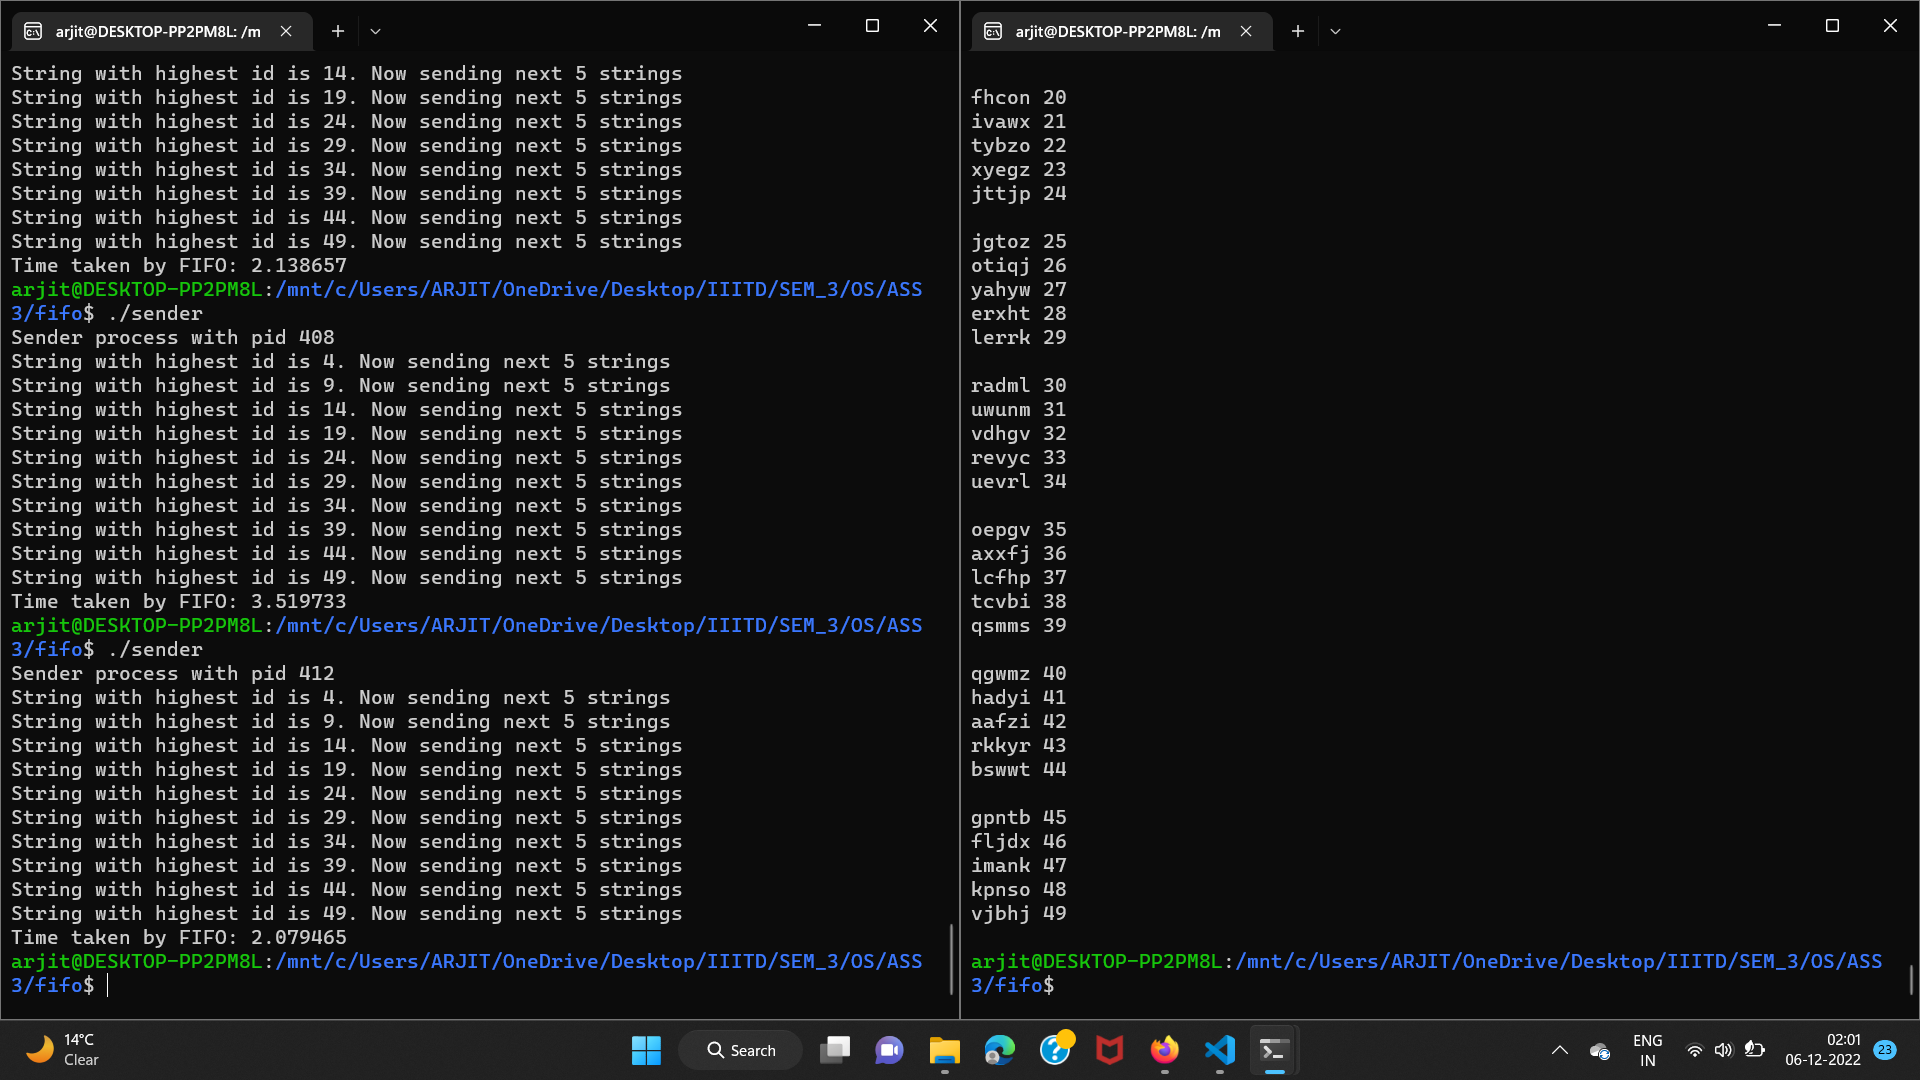 arjit@DESKTOP-PP2PM8L: /m
String with highest id is 14. Now sending next 5 strings
String with highest id is 19. Now sending next 5 strings
String with highest id is 24. Now sending next 5 strings
String with highest id is 29. Now sending next 5 strings
String with highest id is 34. Now sending next 5 strings
String with highest id is 39. Now sending next 5 strings
String with highest id is 44. Now sending next 5 strings
String with highest id is 49. Now sending next 5 strings
Time taken by FIFO: 2.138657
arjit@DESKTOP-PP2PM8L:/mnt/c/Users/ARJIT/OneDrive/Desktop/IIITD/SEM_3/OS/ASS
3/fifo$ ./sender
Sender process with pid 408
String with highest id is 4. Now sending next 5 strings
String with highest id is 9. Now sending next 5 strings
String with highest id is 14. Now sending next 5 strings
String with highest id is 19. Now sending next 5 strings
String with highest id is 24. Now sending next 5 strings
String with highest id is 29. Now sending next 5 strings
String with highest id is 34. Now sending next 5 strings
String with highest id is 39. Now sending next 5 strings
String with highest id is 44. Now sending next 5 strings
String with highest id is 49. Now sending next 5 strings
Time taken by FIFO: 3.519733
arjit@DESKTOP-PP2PM8L:/mnt/c/Users/ARJIT/OneDrive/Desktop/IIITD/SEM_3/OS/ASS
3/fifo$ ./sender
Sender process with pid 412
String with highest id is 4. Now sending next 5 strings
String with highest id is 9. Now sending next 5 strings
String with highest id is 14. Now sending next 5 strings
String with highest id is 19. Now sending next 5 strings
String with highest id is 24. Now sending next 5 strings
String with highest id is 29. Now sending next 5 strings
String with highest id is 34. Now sending next 5 strings
String with highest id is 39. Now sending next 5 strings
String with highest id is 44. Now sending next 5 strings
String with highest id is 49. Now sending next 5 strings
Time taken by FIFO: 2.079465
arjit@DESKTOP-PP2PM8L:/mnt/c/Users/ARJIT/OneDrive/Desktop/IIITD/SEM_3/OS/ASS
3/fifo$
arjit@DESKTOP-PP2PM8L: /m
fhcon 20
ivawx 21
tybzo 22
xyegz 23
jttjp 24
jgtoz 25
otiqj 26
yahyw 27
erxht 28
lerrk 29
radml 30
uwunm 31
vdhgv 32
revyc 33
uevrl 34
oepgv 35
axxfj 36
lcfhp 37
tcvbi 38
qsmms 39
qgwmz 40
hadyi 41
aafzi 42
rkkyr 43
bswwt 44
gpntb 45
fljdx 46
imank 47
kpnso 48
vjbhj 49
arjit@DESKTOP-PP2PM8L:/mnt/c/Users/ARJIT/OneDrive/Desktop/IIITD/SEM_3/OS/ASS
3/fifo$
14°C
Clear
Search
ENG
IN
02:01
06-12-2022
23